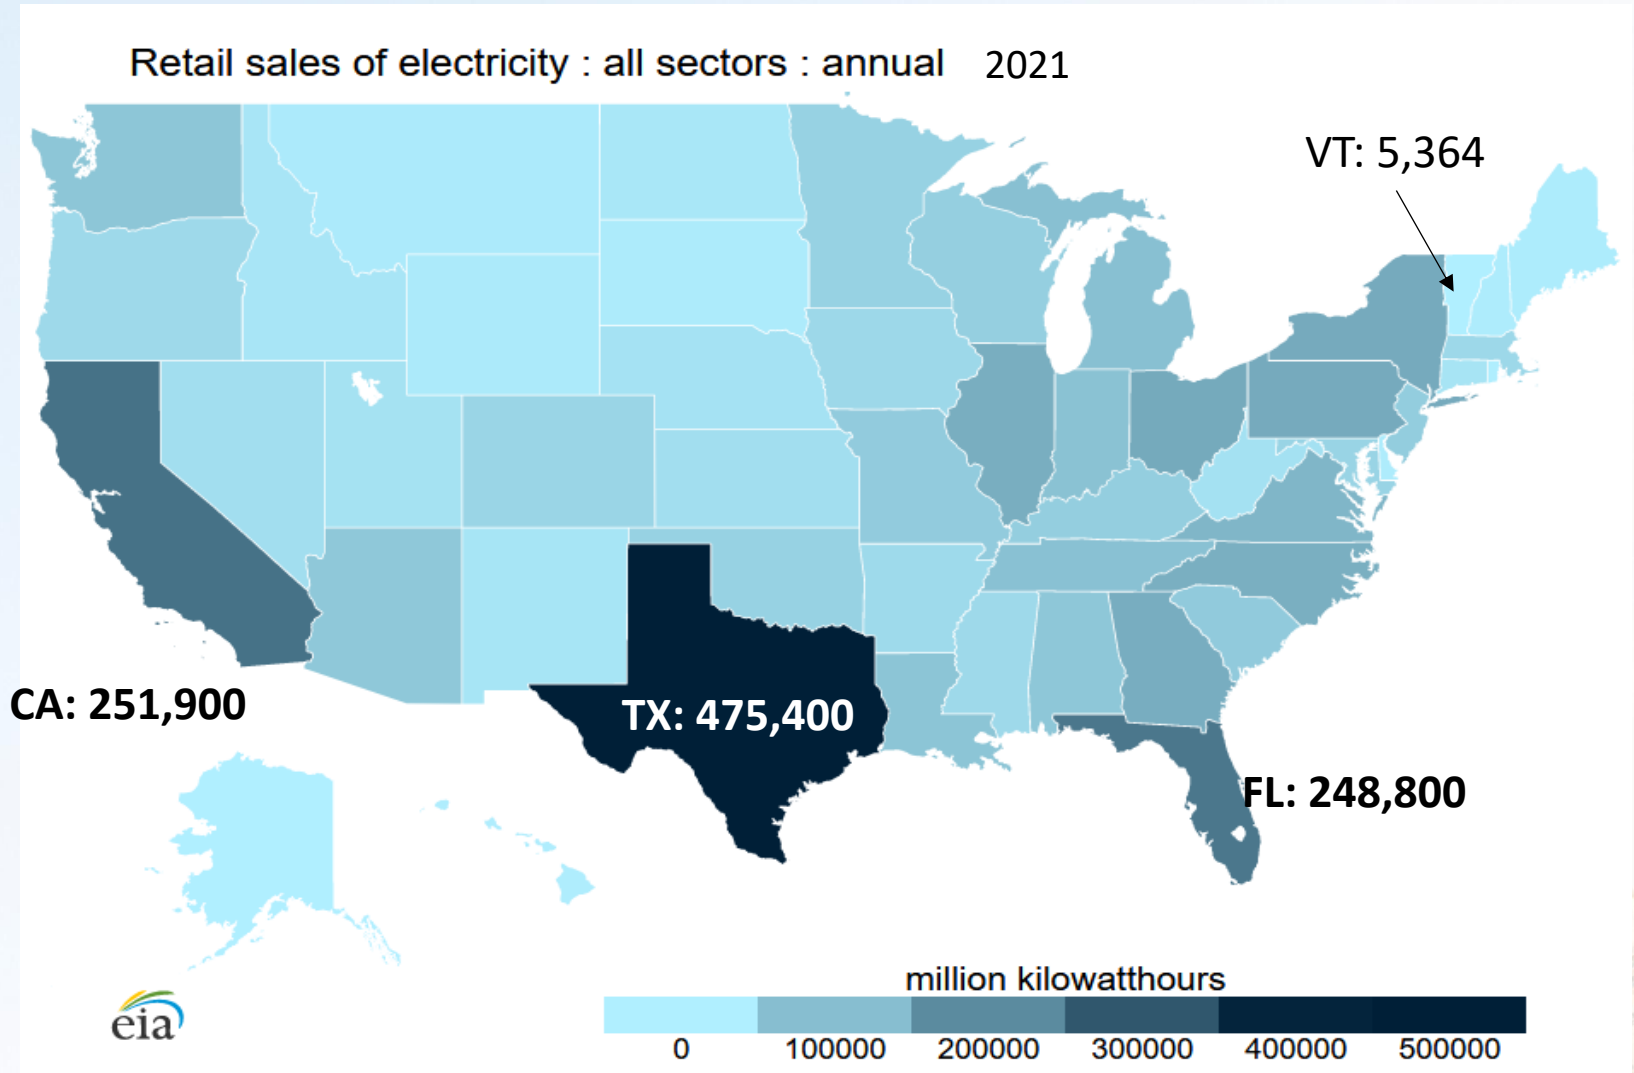 Retail sales of electricity : all sectors : annual 2021
VT: 5,364
CA: 251,900
TX: 475,400
FL: 248,800
million kilowatthours
eia
0 100000 200000 300000 400000 500000